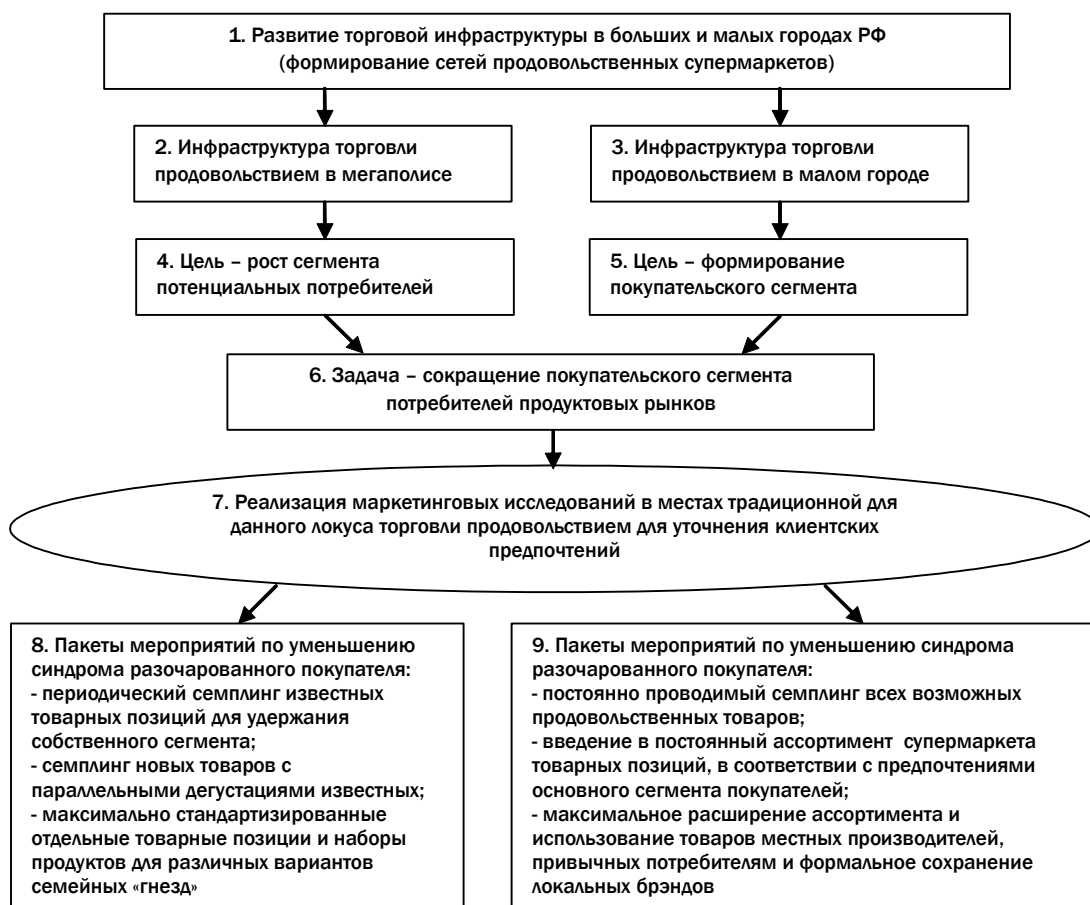 1. Развитие торговой инфраструктуры в больших и малых городах РФ
(формирование сетей продовольственных супермаркетов)
2. Инфраструктура торговли
продовольствием в мегаполисе
3. Инфраструктура торговли
продовольствием в малом городе
4. Цель – рост сегмента
потенциальных потребителей
5. Цель – формирование
покупательского сегмента
6. Задача – сокращение покупательского сегмента
потребителей продуктовых рынков
7. Реализация маркетинговых исследований в местах традиционной для
данного локуса торговли продовольствием для уточнения клиентских
предпочтений
8. Пакеты мероприятий по уменьшению
синдрома разочарованного покупателя:
- периодический семплинг известных
товарных позиций для удержания
собственного сегмента;
- семплинг новых товаров с
параллельными дегустациями известных;
- максимально стандартизированные
отдельные товарные позиции и наборы
продуктов для различных вариантов
семейных «гнезд»
9. Пакеты мероприятий по уменьшению синдрома
разочарованного покупателя:
- постоянно проводимый семплинг всех возможных
продовольственных товаров;
- введение в постоянный ассортимент супермаркета
товарных позиций, в соответствии с предпочтениями
основного сегмента покупателей;
- максимальное расширение ассортимента и
использование товаров местных производителей,
привычных потребителям и формальное сохранение
локальных брэндов